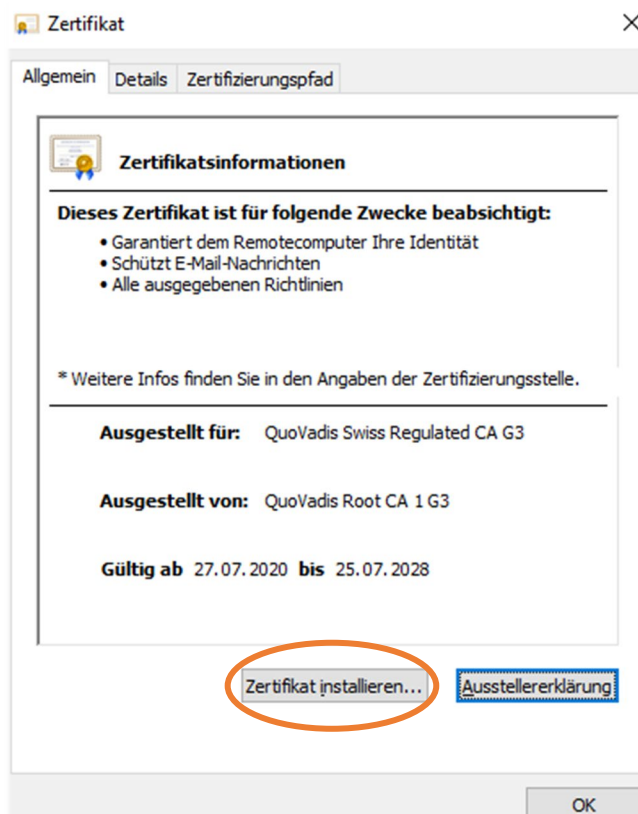 Zertifikat
Allgemein Details Zertifizierungspfad
Zertifikatsinformationen
Dieses Zertifikat ist für folgende Zwecke beabsichtigt:
• Garantiert dem Remotecomputer Ihre Identität
• Schützt E-Mail-Nachrichten
• Alle ausgegebenen Richtlinien
* Weitere Infos finden Sie in den Angaben der Zertifizierungsstelle.
Ausgestellt für: QuoVadis Swiss Regulated CA G3
Ausgestellt von: QuoVadis Root CA 1 G3
Gültig ab 27.07.2020 bis 25.07.2028
Zertifikat installieren... Ausstellererklärung
OK